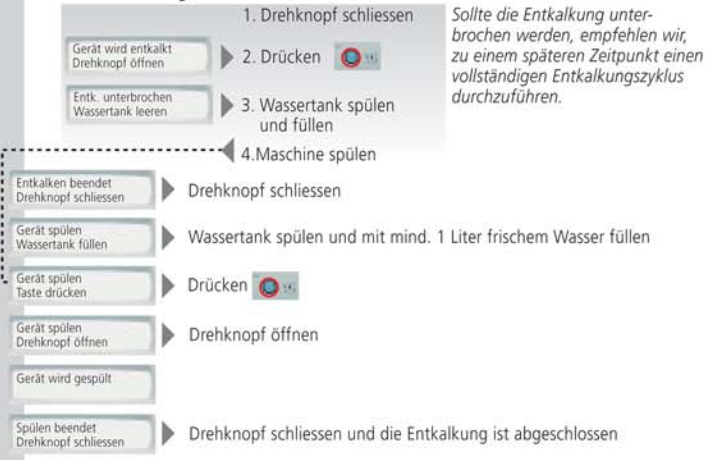 1. Drehknopf schliessen
Gerät wird entkalkt
Drehknopf öffnen
2. Drücken
Entk. unterbrochen
Wassertank leeren
3. Wassertank spülen
und füllen
4.Maschine spülen
Sollte die Entkalkung unter-
brochen werden, empfehlen wir,
zu einem späteren Zeitpunkt einen
vollständigen Entkalkungszyklus
durchzuführen.
Entkalken beendet
Drehknopf schliessen
Drehknopf schliessen
Gerät spülen
Wassertank füllen
Wassertank spülen und mit mind. 1 Liter frischem Wasser füllen
Gerät spülen
Taste drücken
Drücken
Gerät spülen
Drehknopf öffnen
Drehknopf öffnen
Gerät wird gespült
Spülen beendet
Drehknopf schliessen
Drehknopf schliessen und die Entkalkung ist abgeschlossen